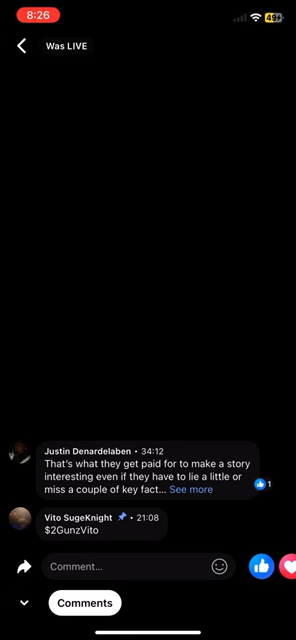 8:26
49
Was LIVE
Justin Denardelaben • 34:12
That's what they get paid for to make a story
interesting even if they have to lie a little or
miss a couple of key fact... See more
1
Vito SugeKnight • 21:08
$2GunzVito
Comment...
Comments